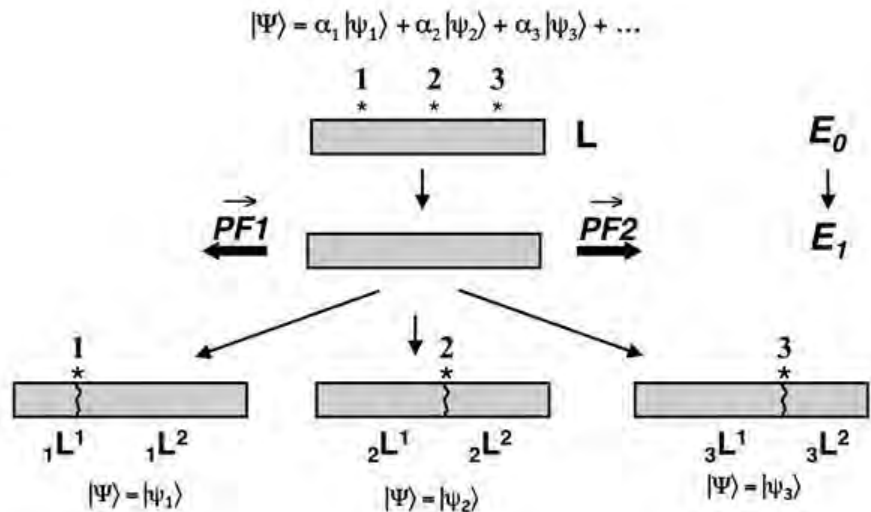 |Ψ⟩ = α₁|ψ₁⟩ + α₂|ψ₂⟩ + α₃|ψ₃⟩ + …
1 2 3
* * *
L E₀
PF1 PF2 E₁
1 2 3
* * *
₁L¹ ₁L² ₂L¹ ₂L² ₃L¹ ₃L²
|Ψ⟩ = |ψ₁⟩ |Ψ⟩ = |ψ₂⟩ |Ψ⟩ = |ψ₃⟩